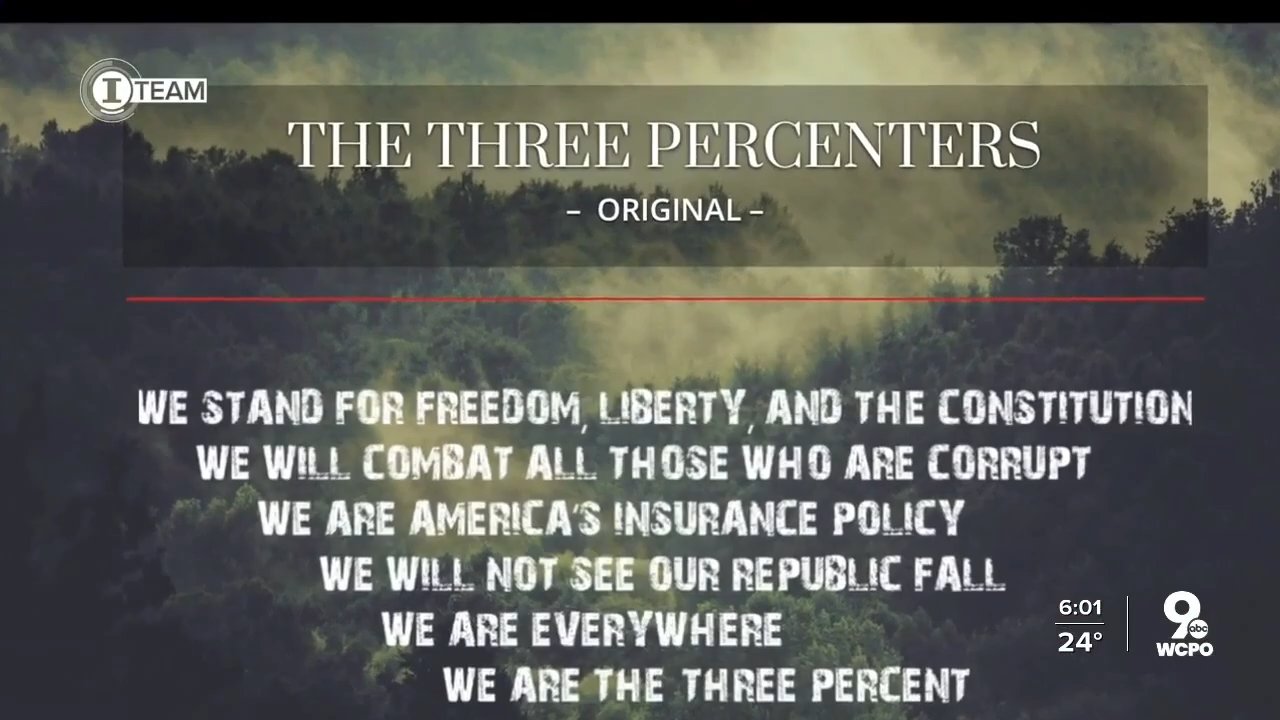 I TEAM
THE THREE PERCENTERS
– ORIGINAL –
WE STAND FOR FREEDOM, LIBERTY, AND THE CONSTITUTION
WE WILL COMBAT ALL THOSE WHO ARE CORRUPT
WE ARE AMERICA'S INSURANCE POLICY
WE WILL NOT SEE OUR REPUBLIC FALL
WE ARE EVERYWHERE
WE ARE THE THREE PERCENT
6:01
24°
9 abc
WCPO